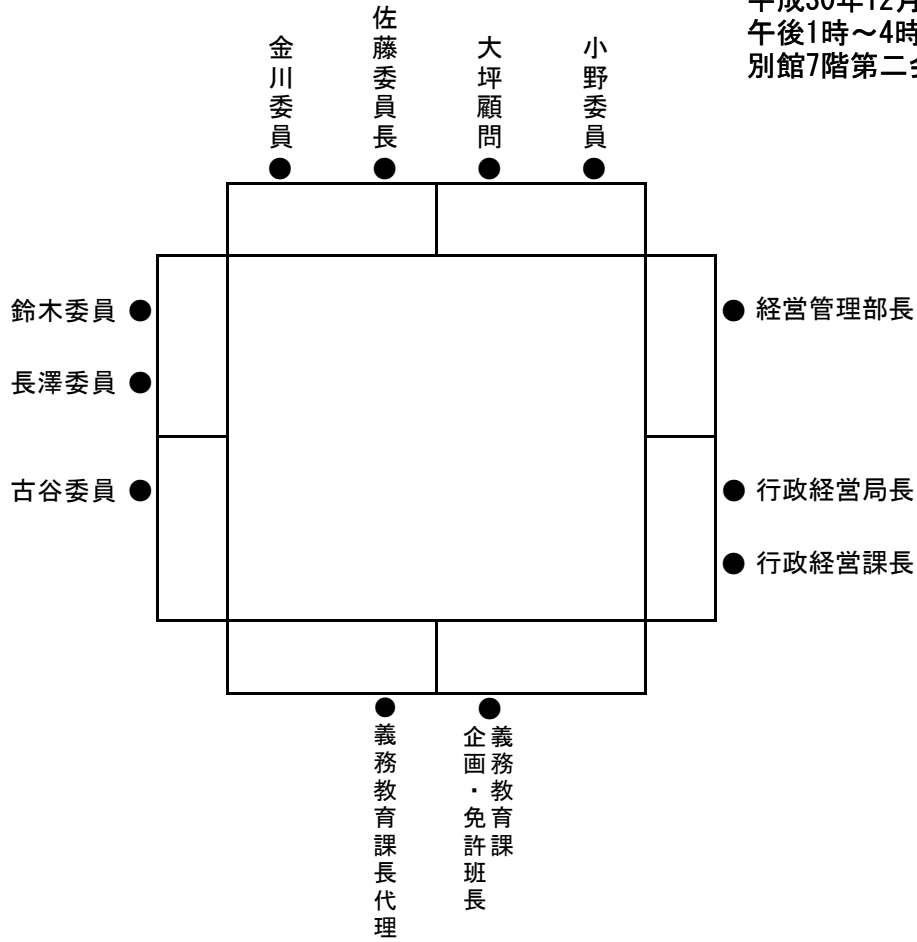 平成30年12月
午後1時～4時
別館7階第二会
金川委員
佐藤委員長
大坪顧問
小野委員
鈴木委員
長澤委員
古谷委員
経営管理部長
行政経営局長
行政経営課長
義務教育課長代理
義務教育課
企画・免許班長